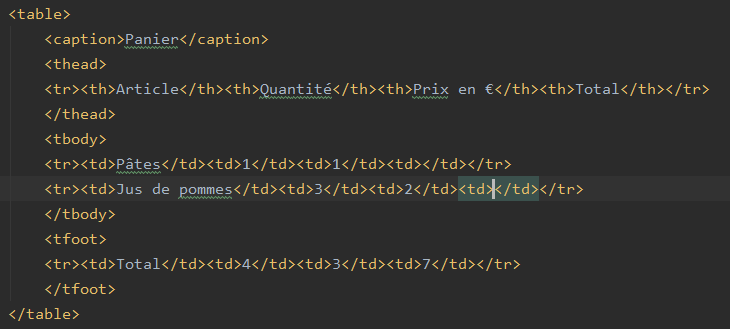 <table>
<caption>Panier</caption>
<thead>
<tr><th>Article</th><th>Quantité</th><th>Prix en €</th><th>Total</th></tr>
</thead>
<tbody>
<tr><td>Pâtes</td><td>1</td><td>1</td><td></td></tr>
<tr><td>Jus de pommes</td><td>3</td><td>2</td><td></td></tr>
</tbody>
<tfoot>
<tr><td>Total</td><td>4</td><td>3</td><td>7</td></tr>
</tfoot>
</table>